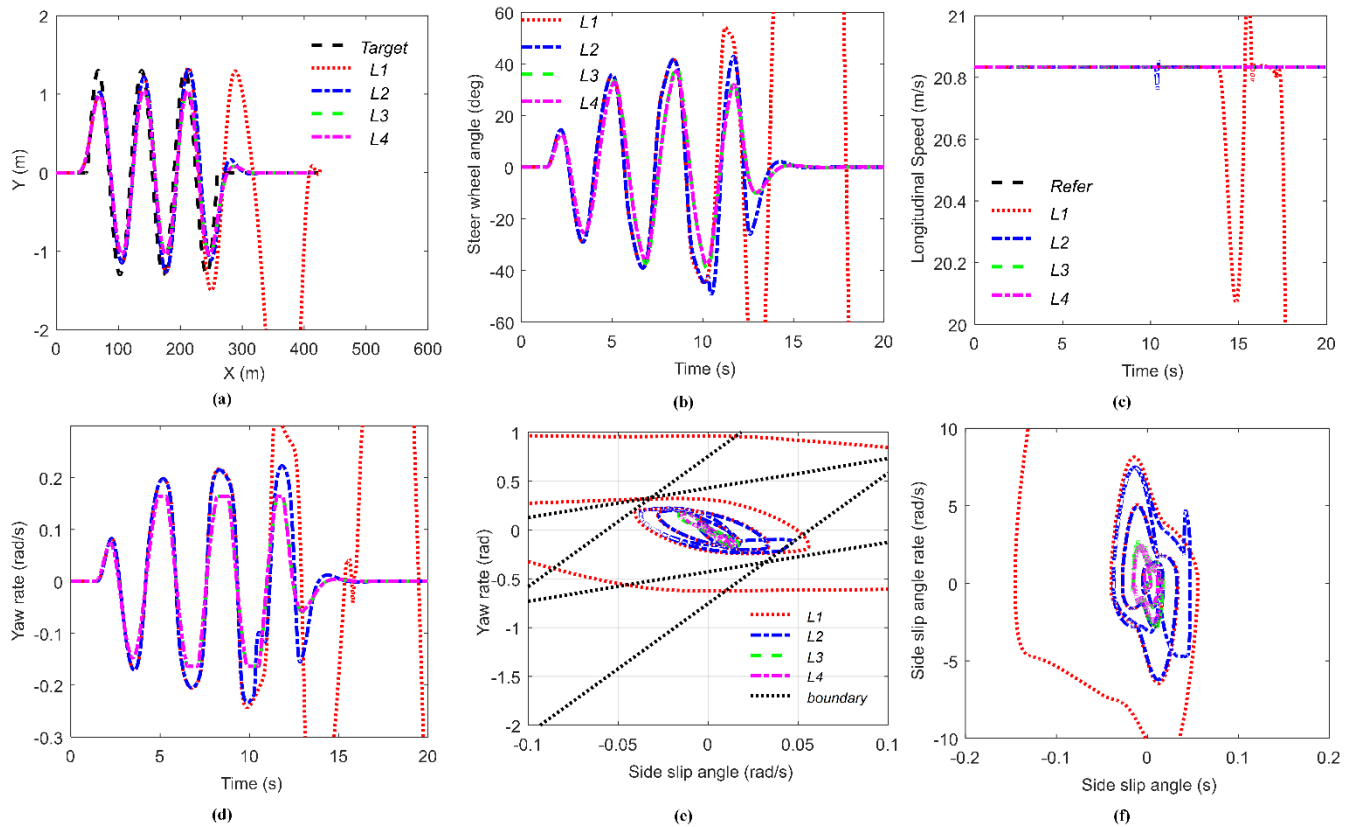 2
1
0
-1
-2
Y (m)
0 100 200 300 400 500 600
X (m)
Target
L1
L2
L3
L4
(a)
60
40
20
0
-20
-40
-60
Steer wheel angle (deg)
0 5 10 15 20
Time (s)
L1
L2
L3
L4
(b)
21
20.8
20.6
20.4
20.2
20
Longitudinal Speed (m/s)
0 5 10 15 20
Time (s)
Refer
L1
L2
L3
L4
(c)
0.2
0.1
0
-0.1
-0.2
-0.3
Yaw rate (rad/s)
0 5 10 15 20
Time (s)
(d)
1
0.5
0
-0.5
-1
-1.5
-2
Yaw rate (rad)
-0.1 -0.05 0 0.05 0.1
Side slip angle (rad/s)
L1
L2
L3
L4
boundary
(e)
10
5
0
-5
-10
Side slip angle rate (rad/s)
-0.2 -0.1 0 0.1 0.2
Side slip angle (s)
(f)